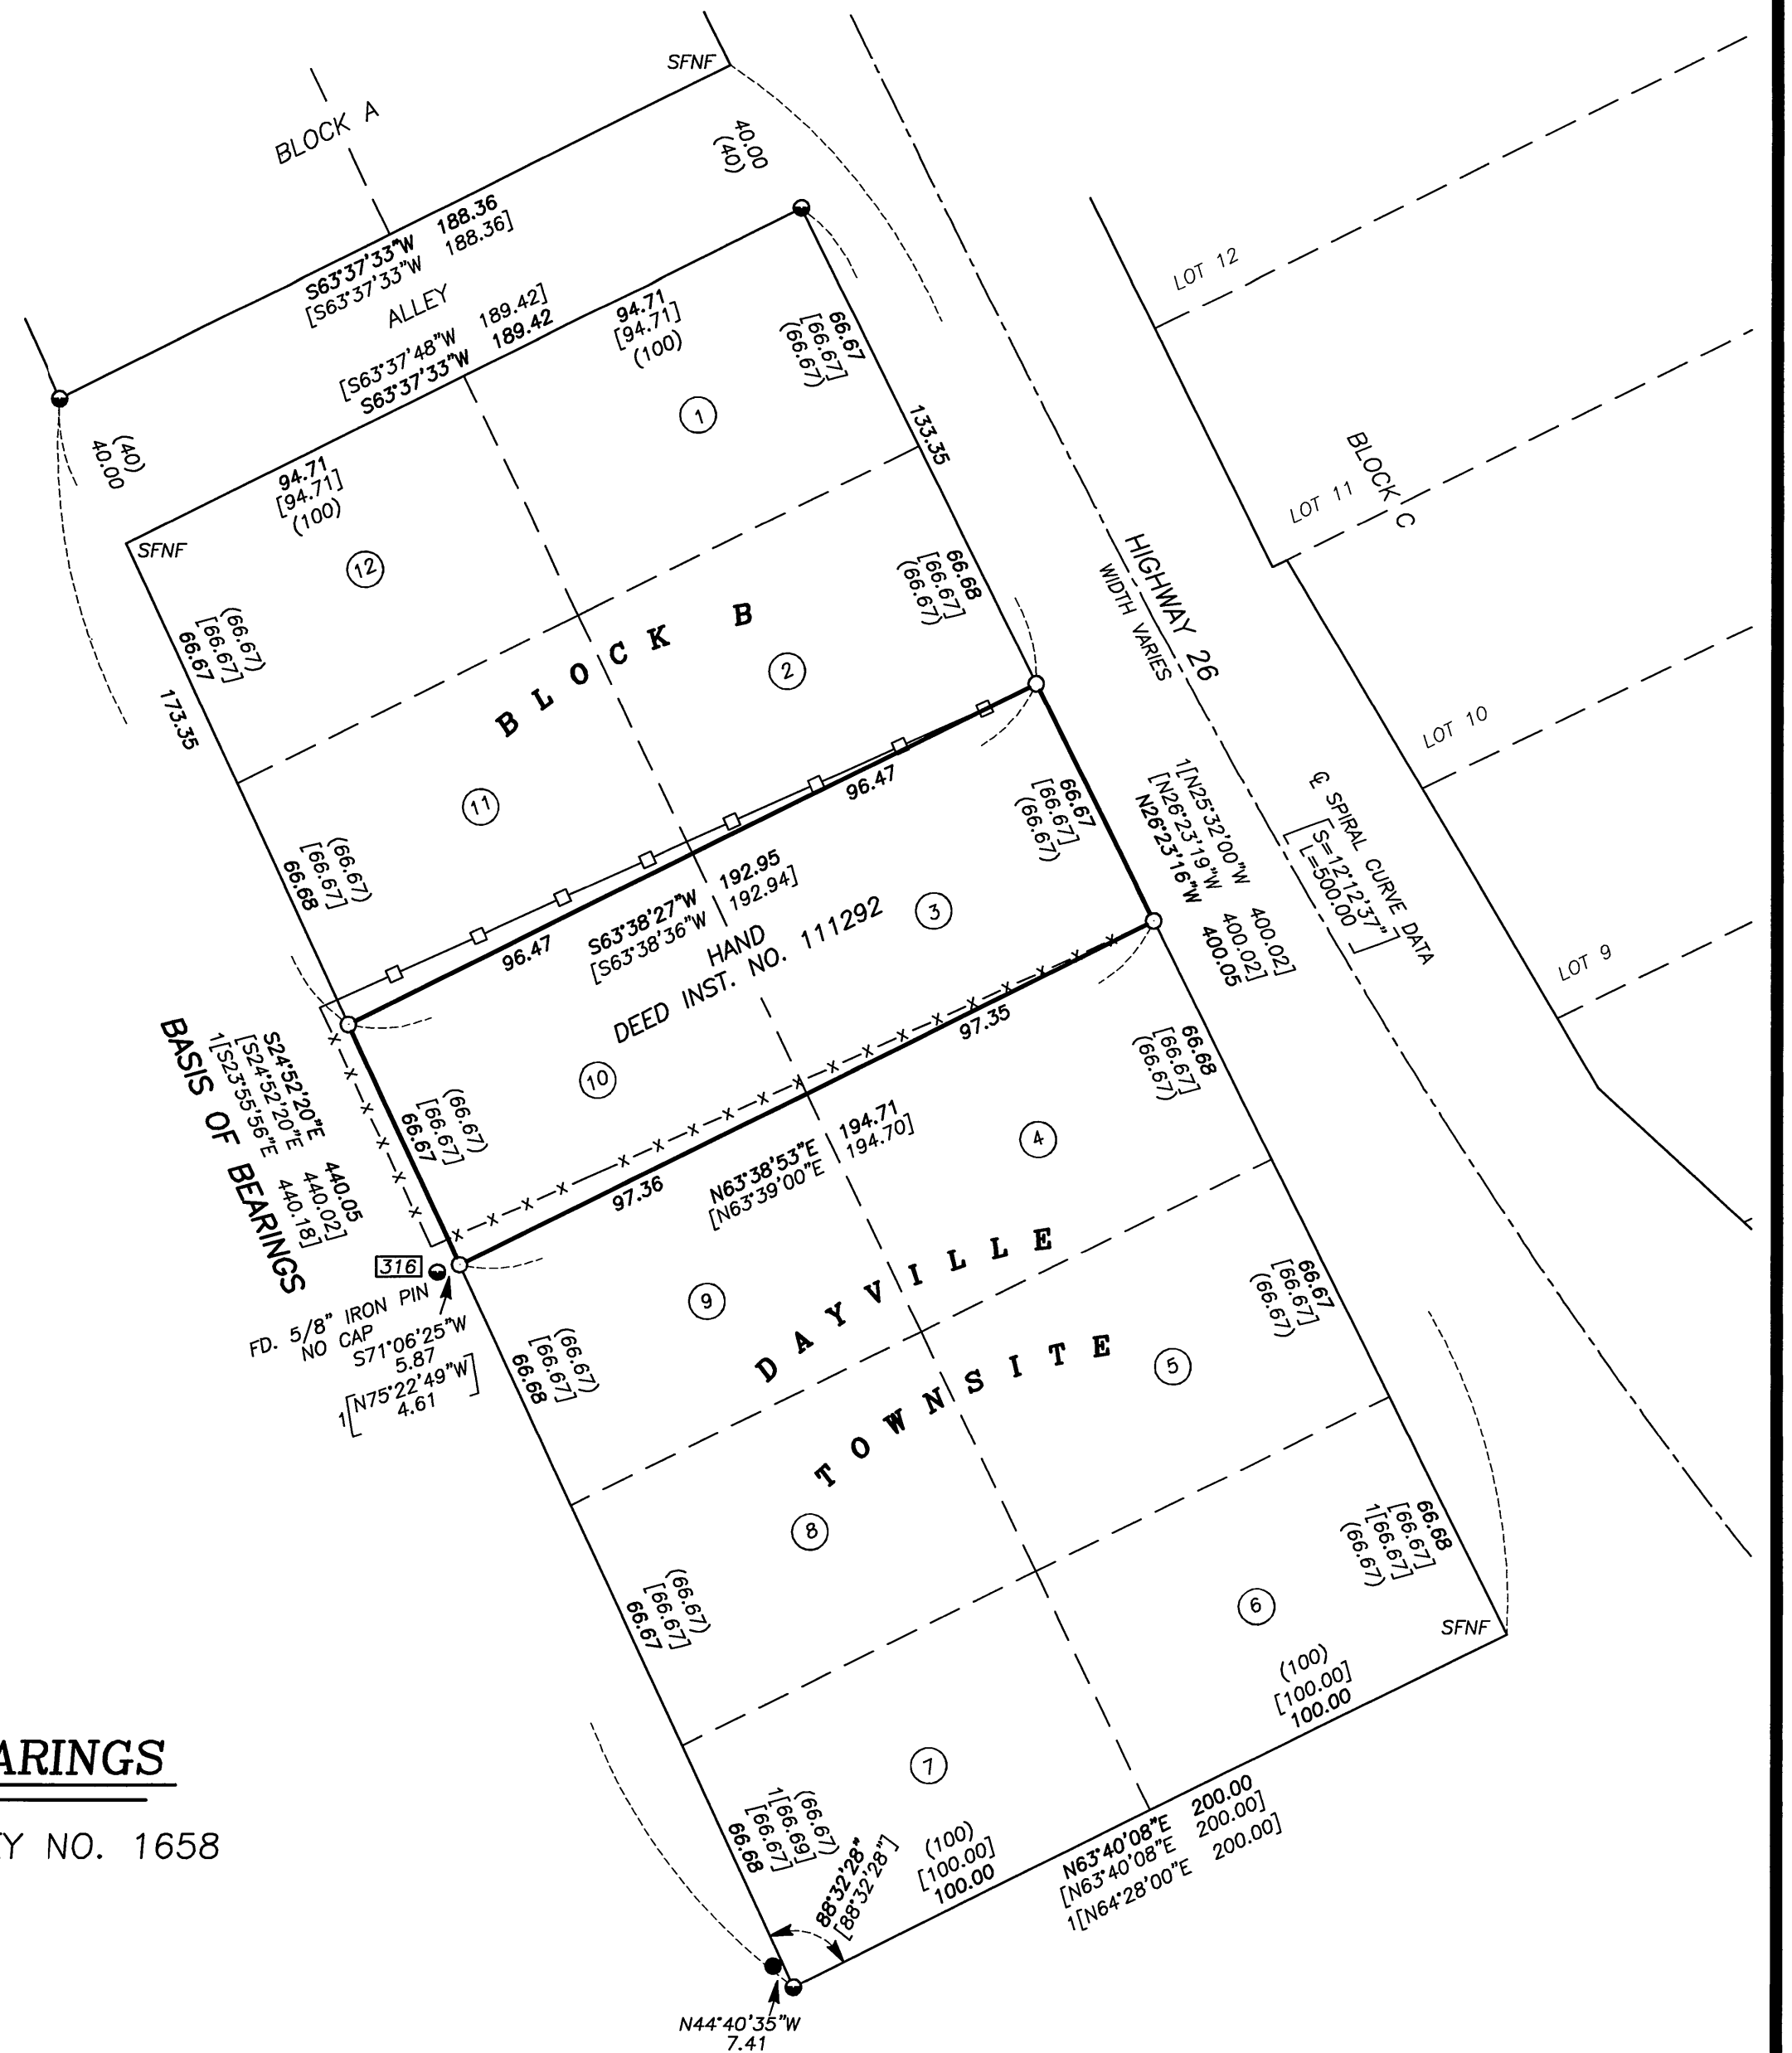 SFNF
BLOCK A
40.00
(40)
S63°37'33"W 188.36
[S63°37'33"W 188.36]
ALLEY
[S63°37'48"W 189.42]
S63°37'33"W 189.42
94.71
[94.71]
(100)
66.67
[66.67]
(66.67)
LOT 12
1
133.35
(40)
40.00
94.71
[94.71]
(100)
SFNF
12
BLOCK C
LOT 11
HIGHWAY 26
WIDTH VARIES
66.68
[66.67]
(66.67)
BLOCK B
2
(66.67)
[66.67]
66.67
173.35
LOT 10
11
96.47
66.67
[66.67]
(66.67)
1[N25°32'00"W 400.02]
[N26°23'19"W 400.02]
N26°23'16"W 400.05
℄ SPIRAL CURVE DATA
[S=12°12'37"
L=500.00]
(66.67)
[66.67]
66.68
S63°38'27"W 192.95
[S63°38'36"W 192.94]
96.47
HAND
DEED INST. NO. 111292
3
LOT 9
BASIS OF BEARINGS
S24°52'20"E 440.05
[S24°52'20"E 440.02]
1[S23°55'56"E 440.18]
10
(66.67)
[66.67]
66.67
97.35
66.68
[66.67]
(66.67)
97.36
N63°38'53"E 194.71
[N63°39'00"E 194.70]
4
316
FD. 5/8" IRON PIN
NO CAP
S71°06'25"W
5.87
1[N75°22'49"W
4.61]
9
DAYVILLE
TOWNSITE
66.67
[66.67]
(66.67)
5
(66.67)
[66.67]
66.68
8
66.68
[66.67]
1[66.67]
(66.67)
6
SFNF
(66.67)
[66.67]
66.67
(100)
[100.00]
100.00
ARINGS
Y NO. 1658
7
(66.67)
1[66.69]
[66.67]
66.68
88°32'28"
[88°32'28"]
(100)
[100.00]
100.00
N63°40'08"E 200.00
[N63°40'08"E 200.00]
1[N64°28'00"E 200.00]
N44°40'35"W
7.41